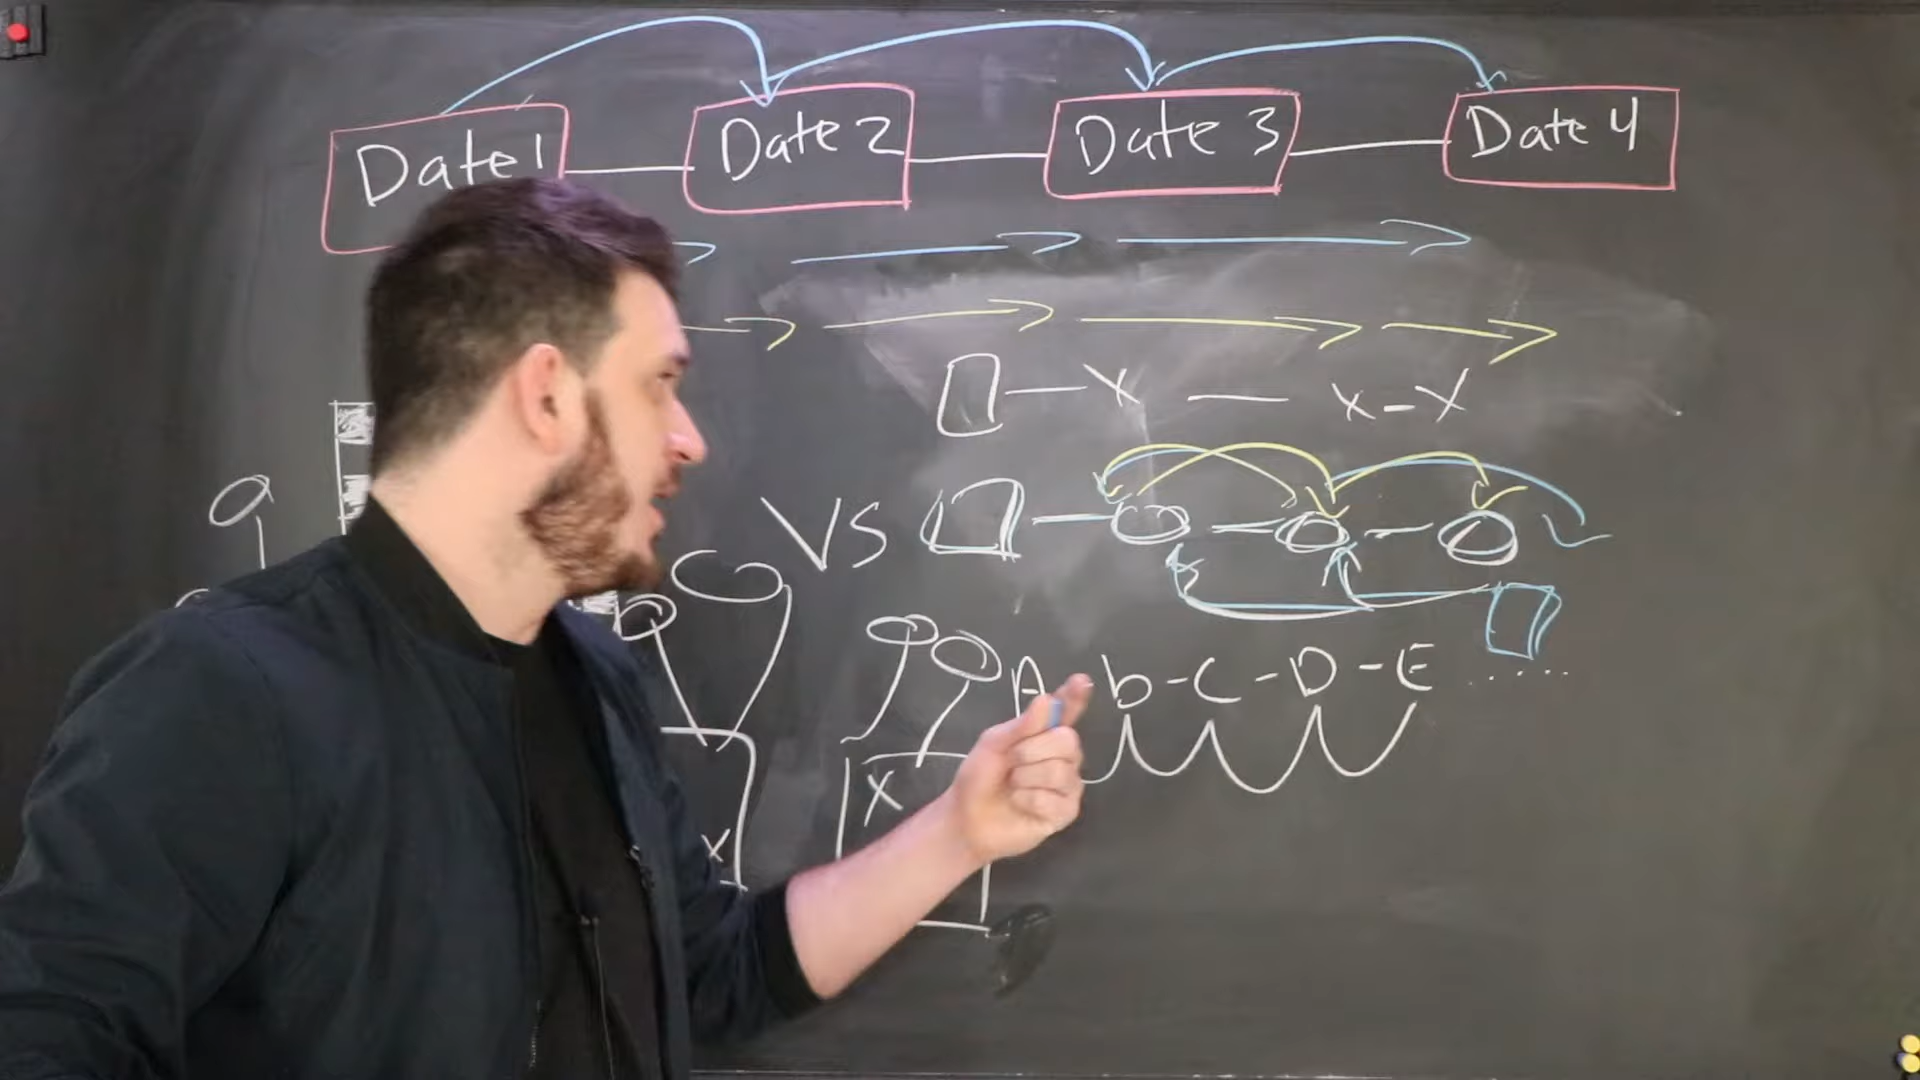 Date 1 Date 2 Date 3 Date 4
X X - X
VS
A - b - C - D - E .....
X X